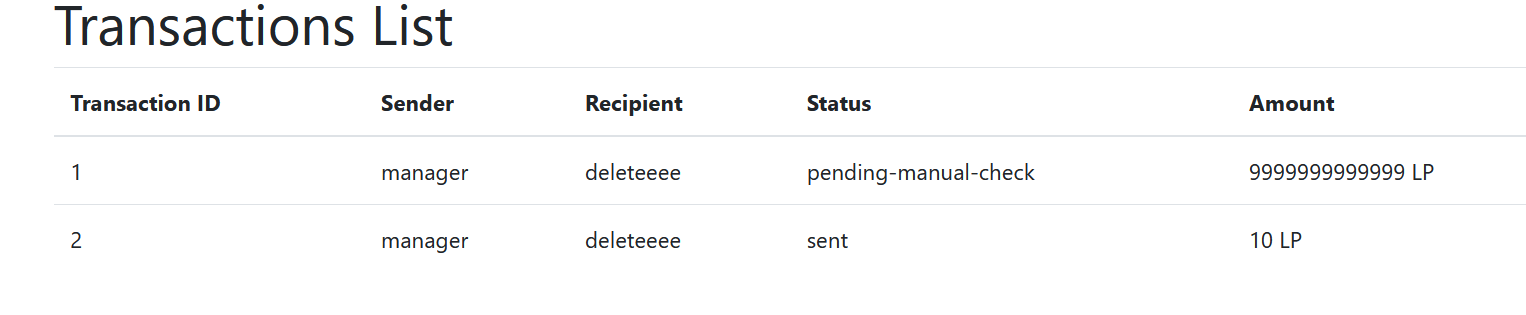 Transactions List
Transaction ID Sender Recipient Status Amount
1 manager deleteeee pending-manual-check 9999999999999 LP
2 manager deleteeee sent 10 LP